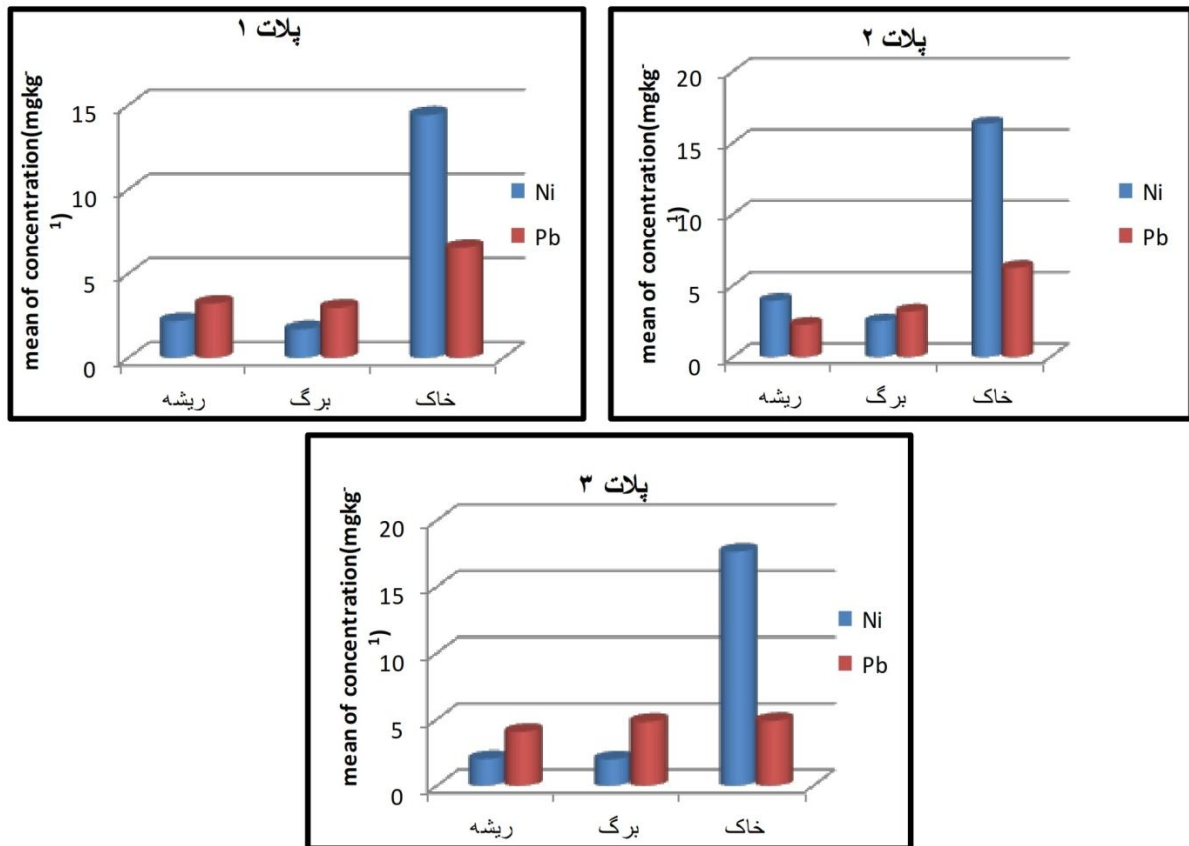 پلات ۱
mean of concentration(mgkg-
1)
15
10
5
0
ریشه
برگ
خاک
Ni
Pb
پلات ۲
mean of concentration(mgkg-
1)
20
15
10
5
0
ریشه
برگ
خاک
Ni
Pb
پلات ۳
mean of concentration(mgkg-
1)
20
15
10
5
0
ریشه
برگ
خاک
Ni
Pb